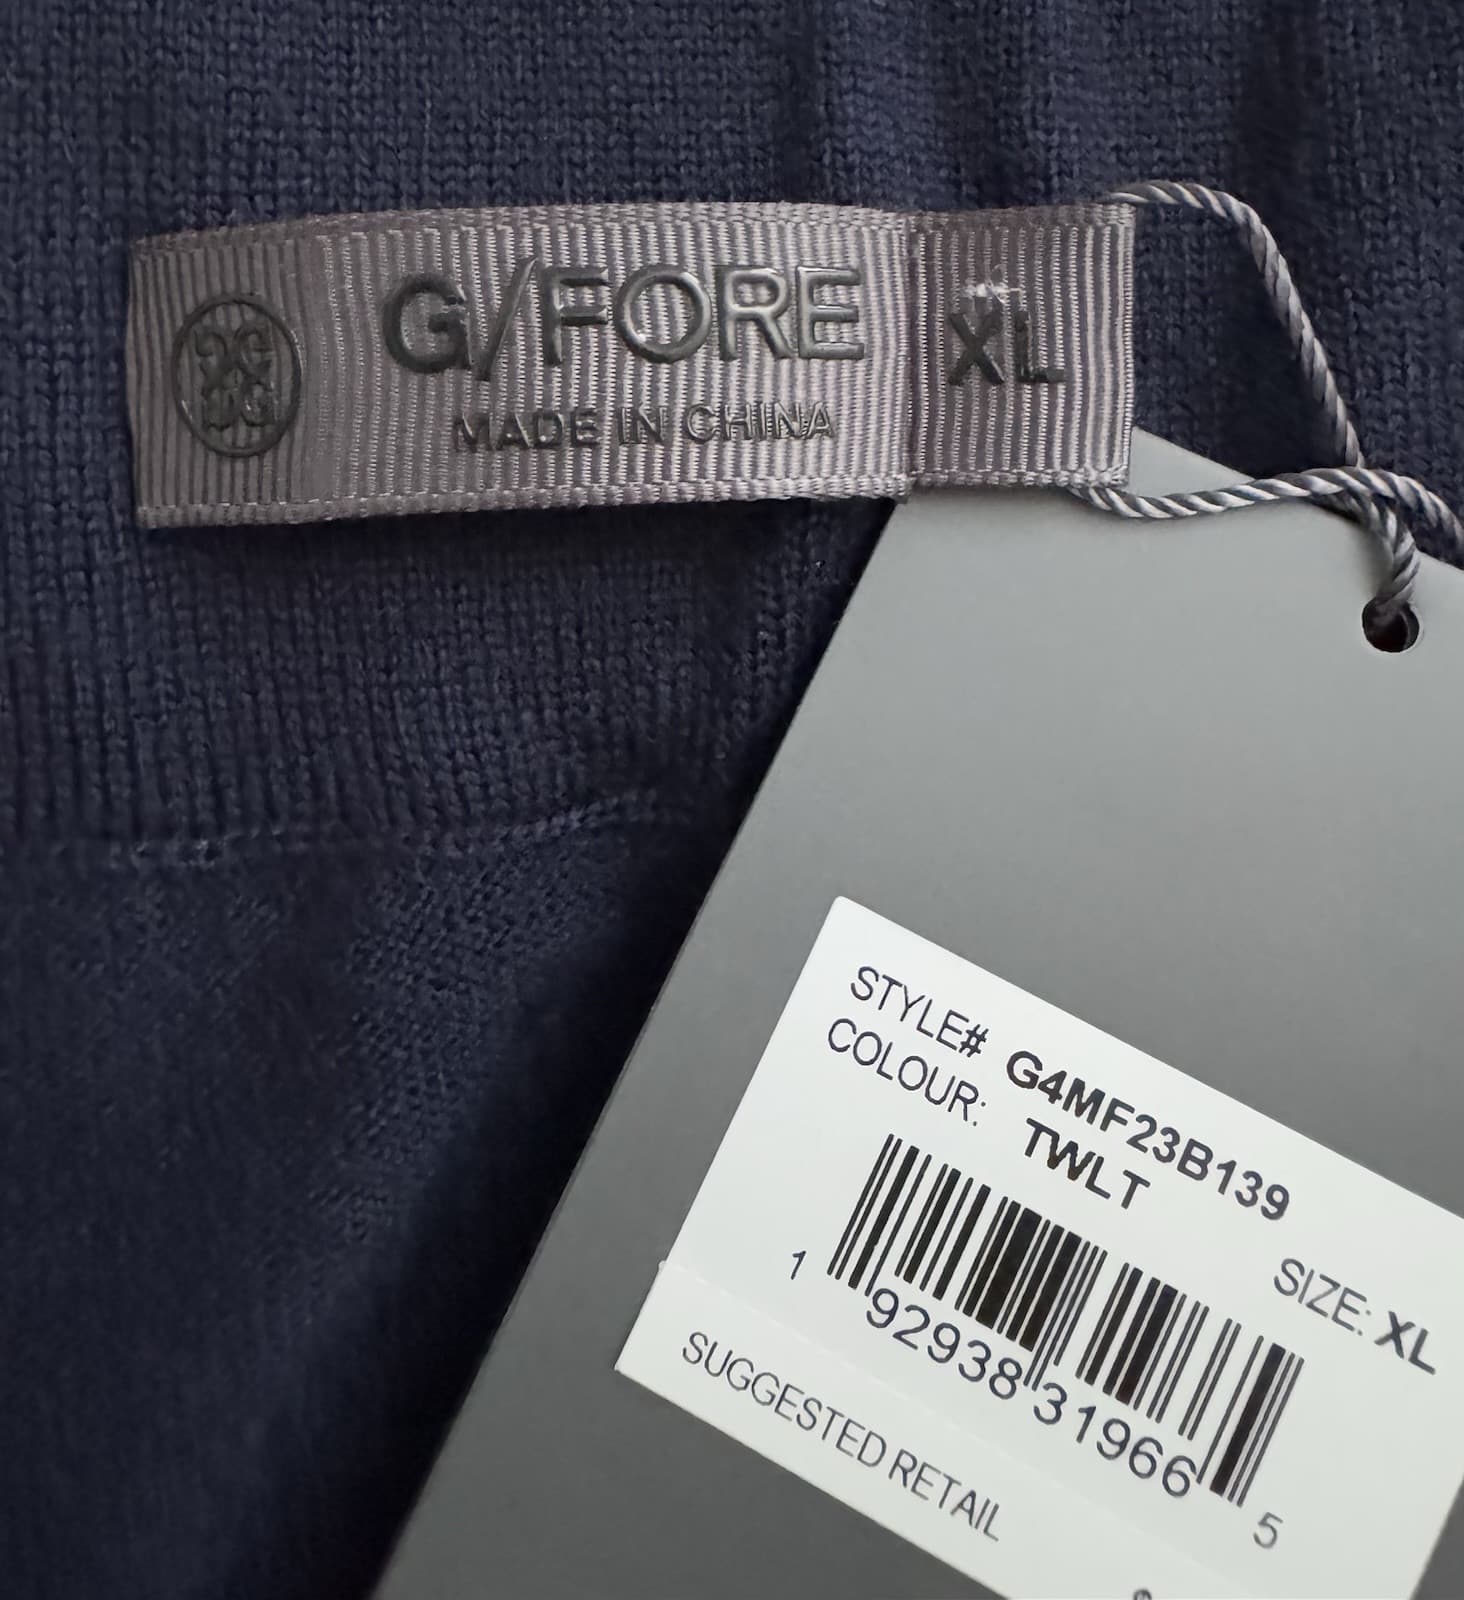 G/FORE
MADE IN CHINA
XL
STYLE# G4MF23B139
COLOUR: TWLT
SIZE: XL
1 92938 31966 5
SUGGESTED RETAIL